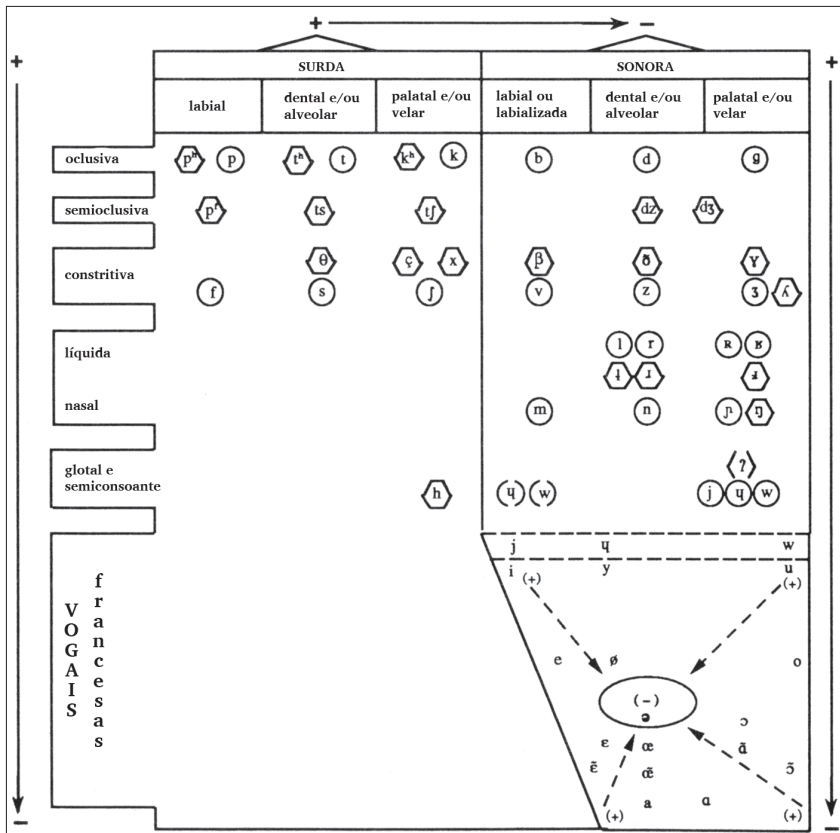 + −
+ +
SURDA SONORA
labial dental e/ou alveolar palatal e/ou velar labial ou labializada dental e/ou alveolar palatal e/ou velar
oclusiva pʰ p tʰ t kʰ k b d g
semioclusiva pᶠ ts tʃ dz dʒ
θ ç x β ð ɣ
constritiva
f s ʃ v z ʒ ʎ
líquida l r ʀ ʁ
ɫ ɹ
nasal m n ɲ ŋ
ʔ
glotal e
semiconsoante h ɥ w j ɥ w
j ɥ w
i y u
(+) (+)
VOGAIS
francesas
e ø o
(−)
ə
ɔ
ɛ œ ɑ̃
ɛ̃ œ̃ ɔ̃
a ɑ
(+) (+)
− −